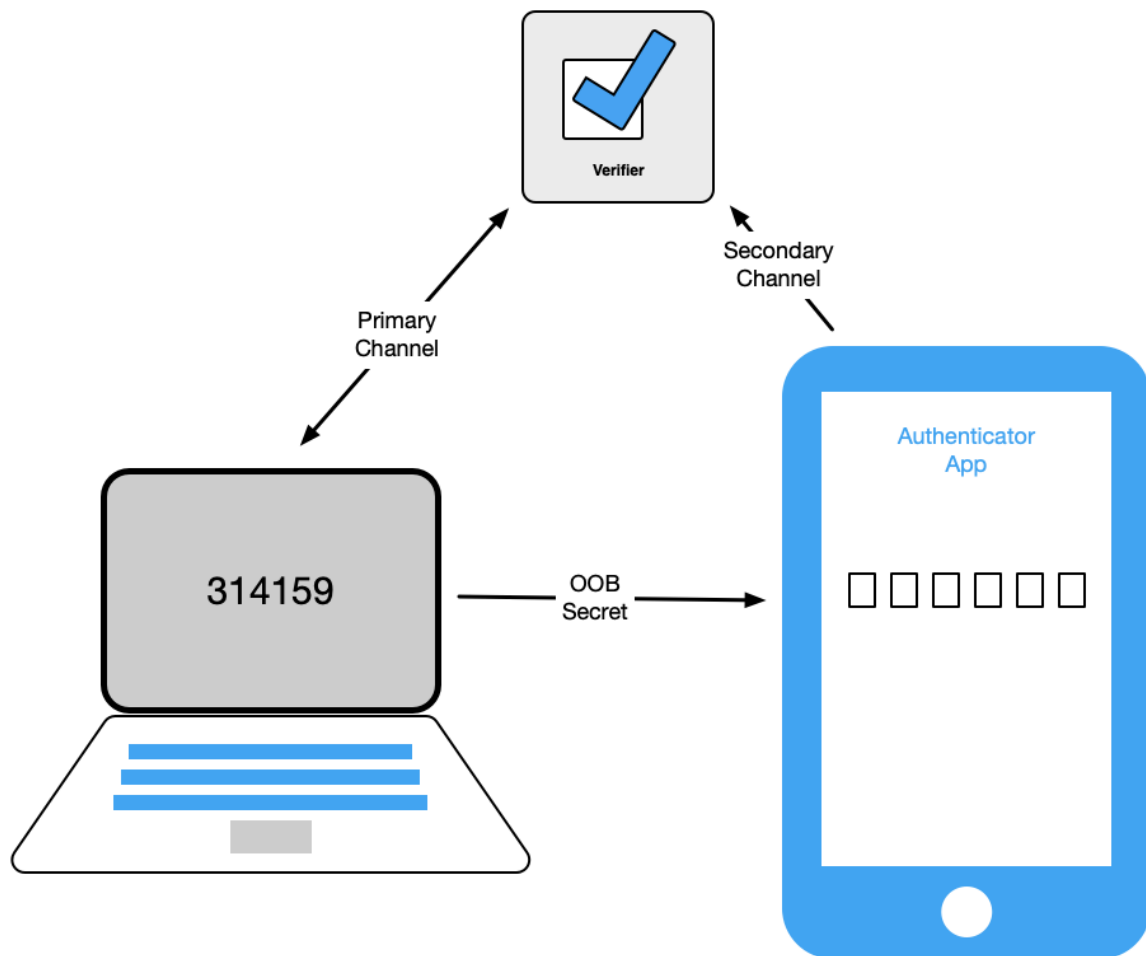 Verifier
Secondary
Channel
Primary
Channel
Authenticator
App
314159
OOB
Secret